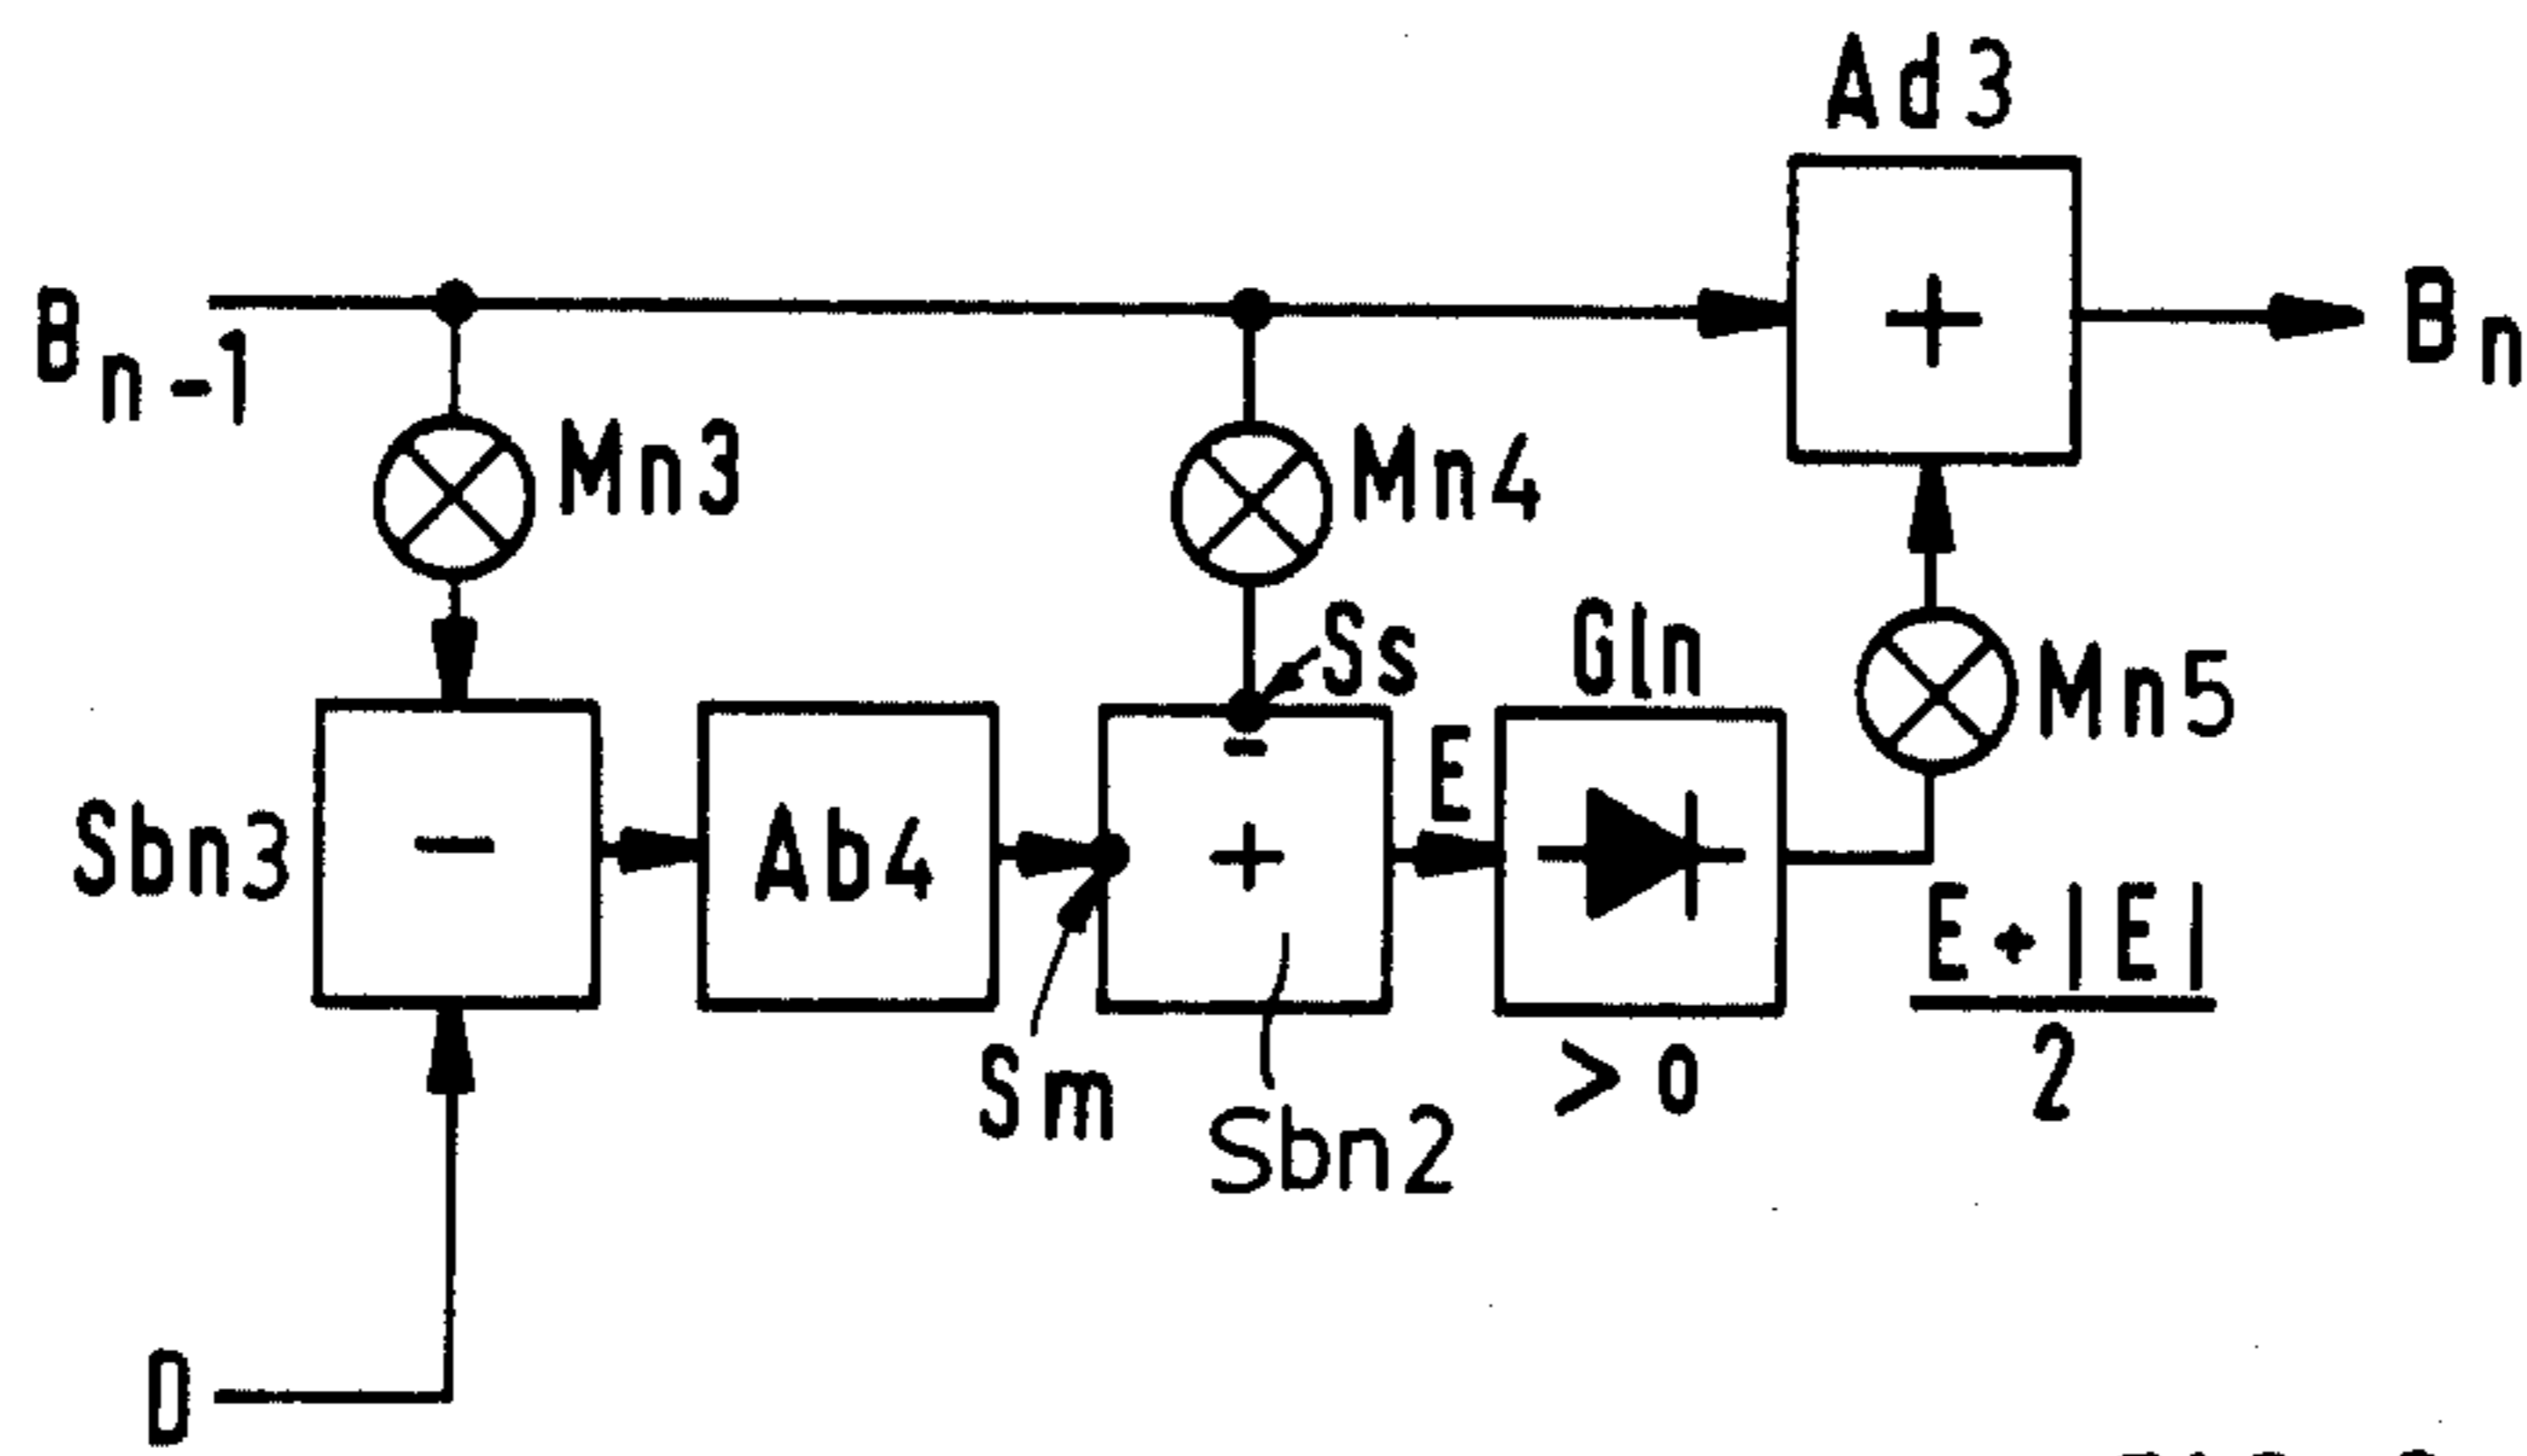 Ad3
B n-1
B n
Mn3
Mn4
Ss
Gln
Mn5
Sbn3
-
Ab4
-
+
E
+
Sm
Sbn2
>0
E+|E|
2
D